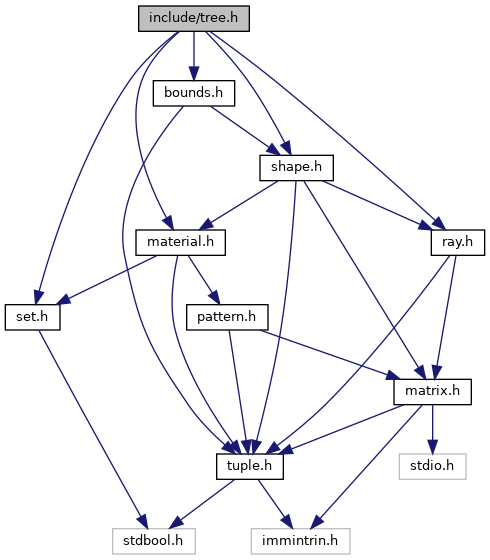 include/tree.h
bounds.h
shape.h
material.h
ray.h
set.h
pattern.h
matrix.h
tuple.h
stdio.h
stdbool.h
immintrin.h